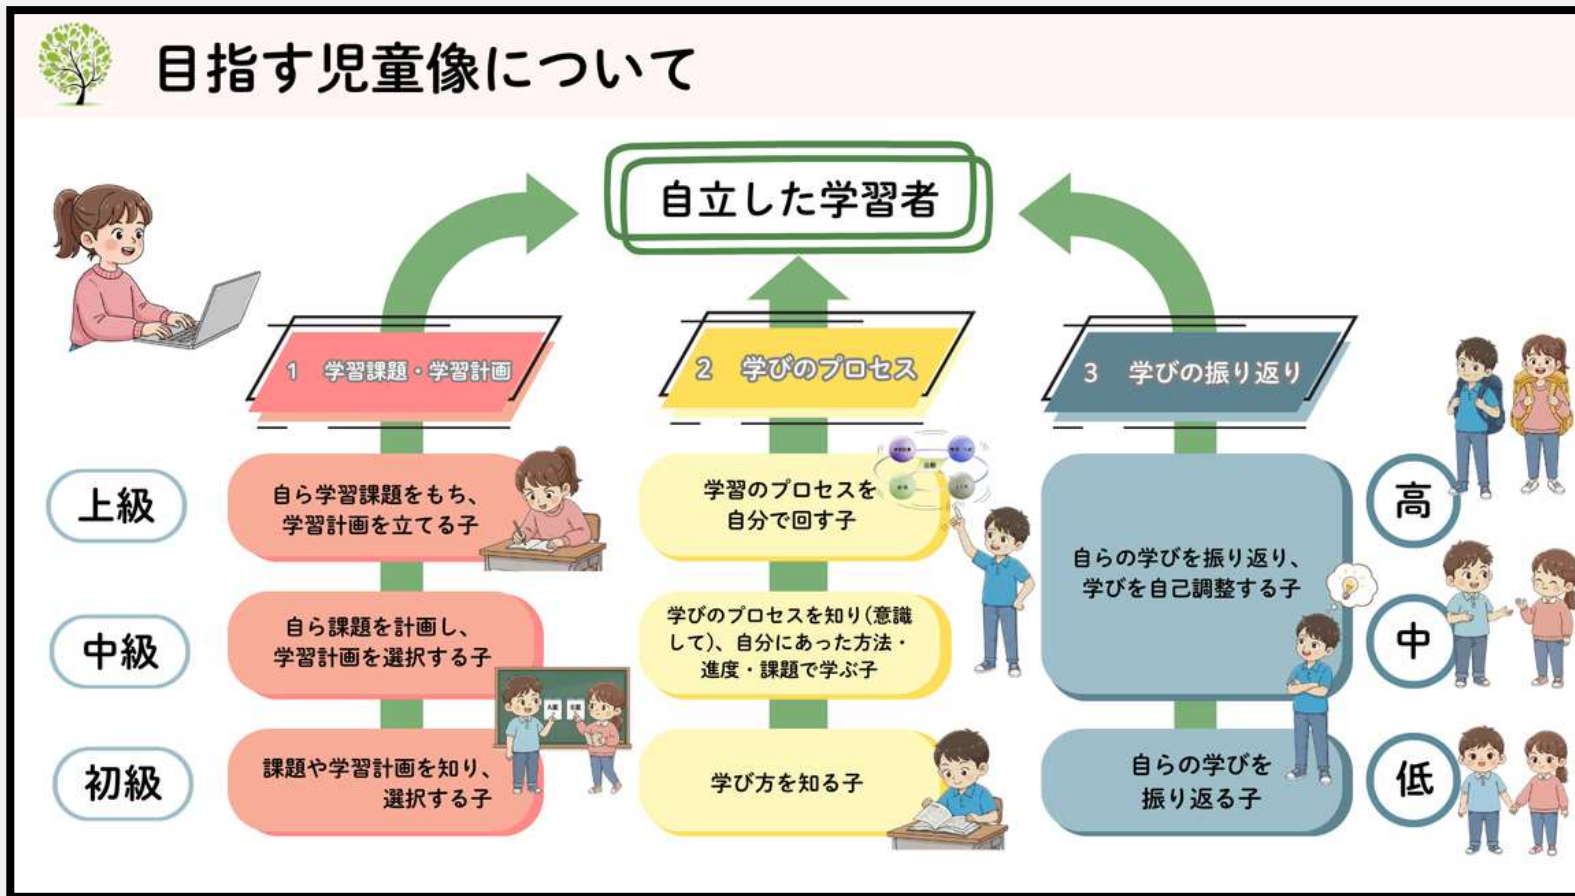 目指す児童像について
自立した学習者
1　学習課題・学習計画
2　学びのプロセス
3　学びの振り返り
上級
自ら学習課題をもち、
学習計画を立てる子
学習のプロセスを
自分で回す子
自らの学びを振り返り、
学びを自己調整する子
高
中級
自ら課題を計画し、
学習計画を選択する子
学びのプロセスを知り(意識
して)、自分にあった方法・
進度・課題で学ぶ子
中
初級
課題や学習計画を知り、
選択する子
学び方を知る子
自らの学びを
振り返る子
低